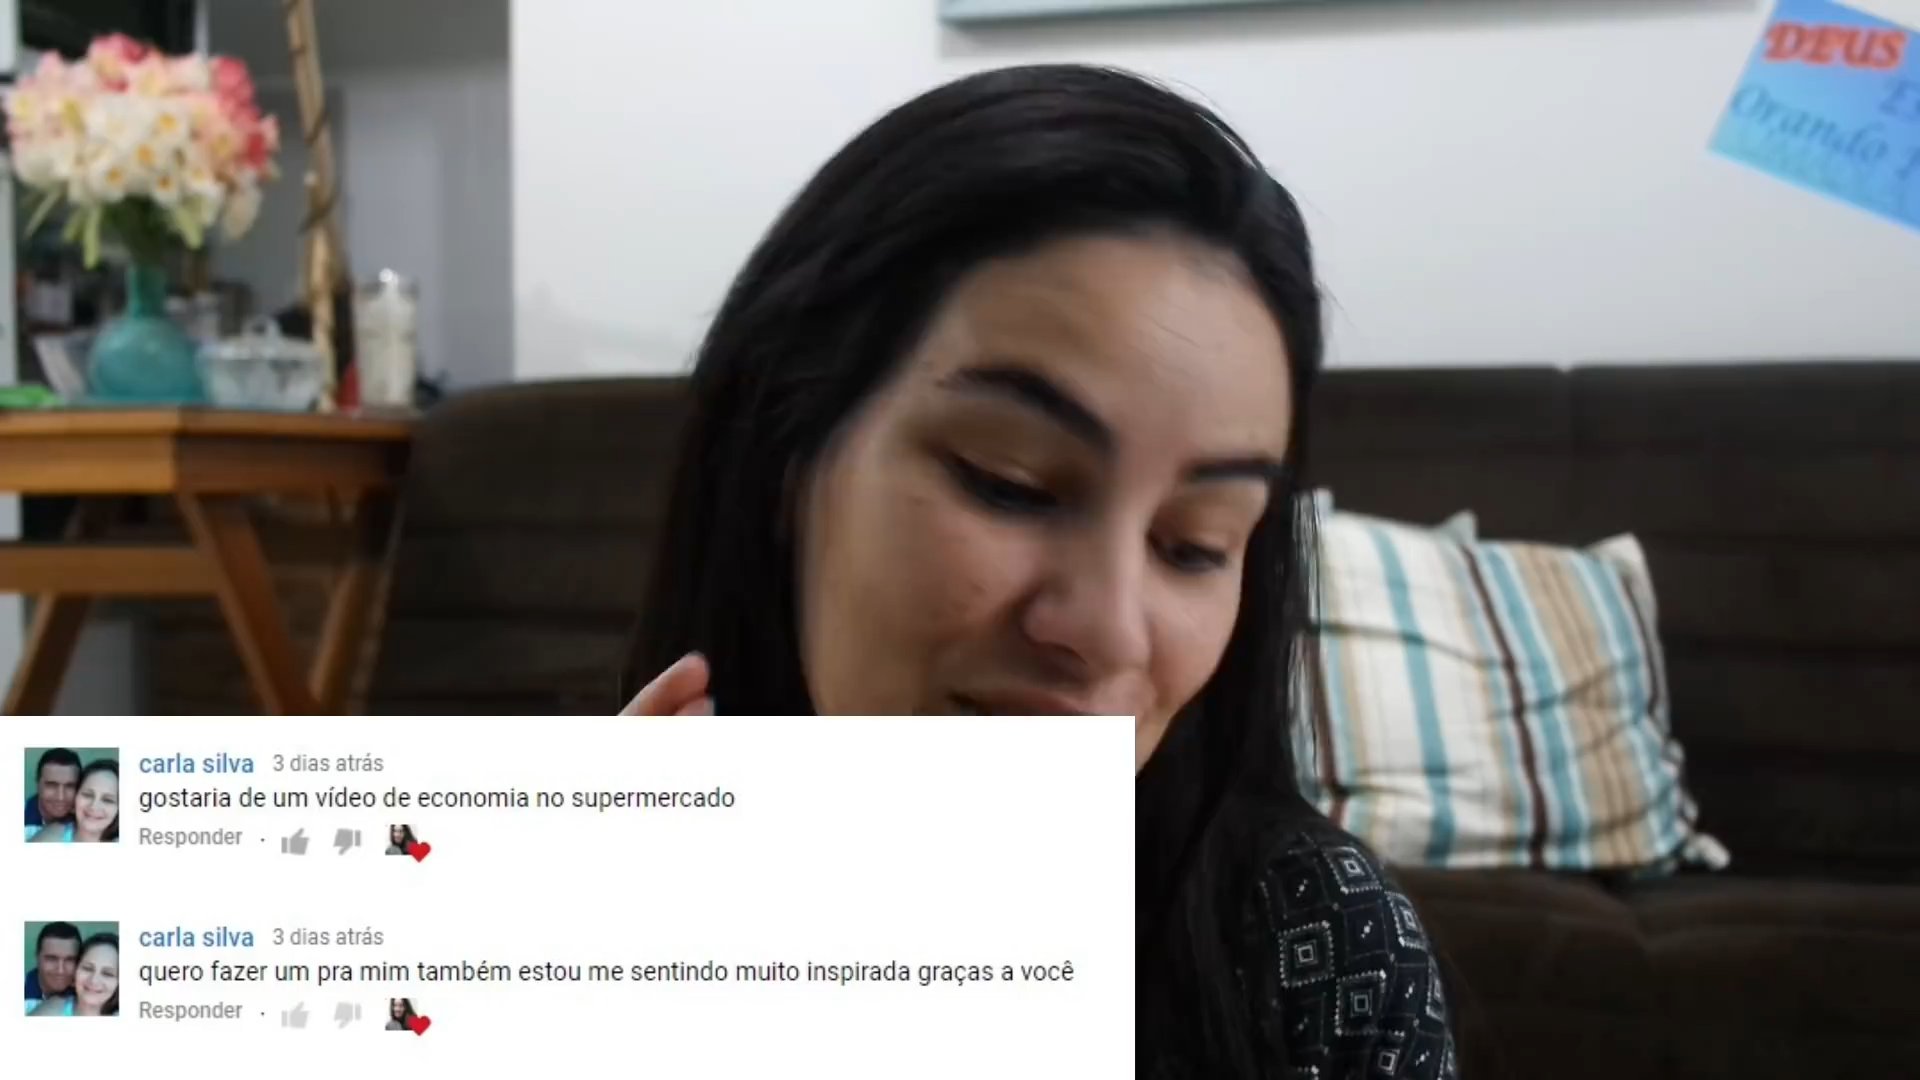 DEUS
Orando
carla silva 3 dias atrás
gostaria de um vídeo de economia no supermercado
Responder
carla silva 3 dias atrás
quero fazer um pra mim também estou me sentindo muito inspirada graças a você
Responder